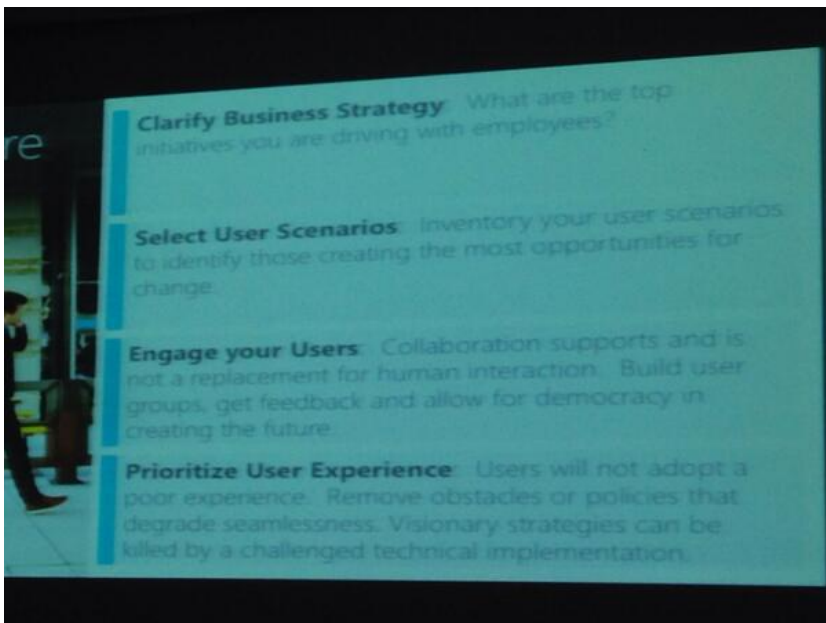 re
Clarify Business Strategy: What are the top
initiatives you are driving with employees?
Select User Scenarios: Inventory your user scenarios
to identify those creating the most opportunities for
change.
Engage your Users: Collaboration supports and is
not a replacement for human interaction. Build user
groups, get feedback and allow for democracy in
creating the future.
Prioritize User Experience: Users will not adopt a
poor experience. Remove obstacles or policies that
degrade seamlessness. Visionary strategies can be
killed by a challenged technical implementation.